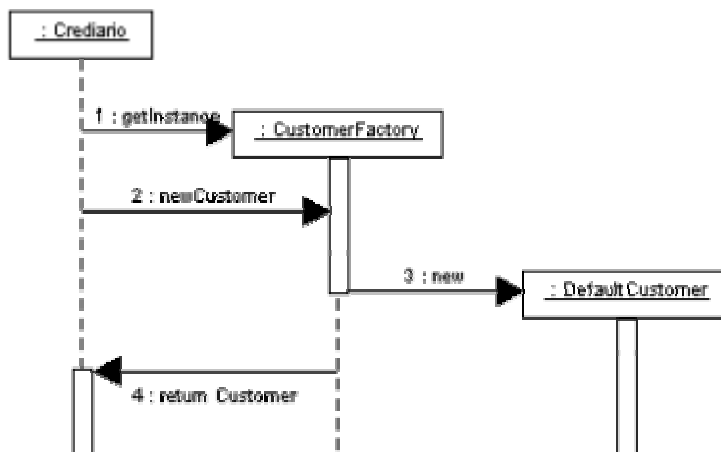 : Crediario
1 : getInstance
: CustomerFactory
2 : newCustomer
3 : new
: DefaultCustomer
4 : return Customer